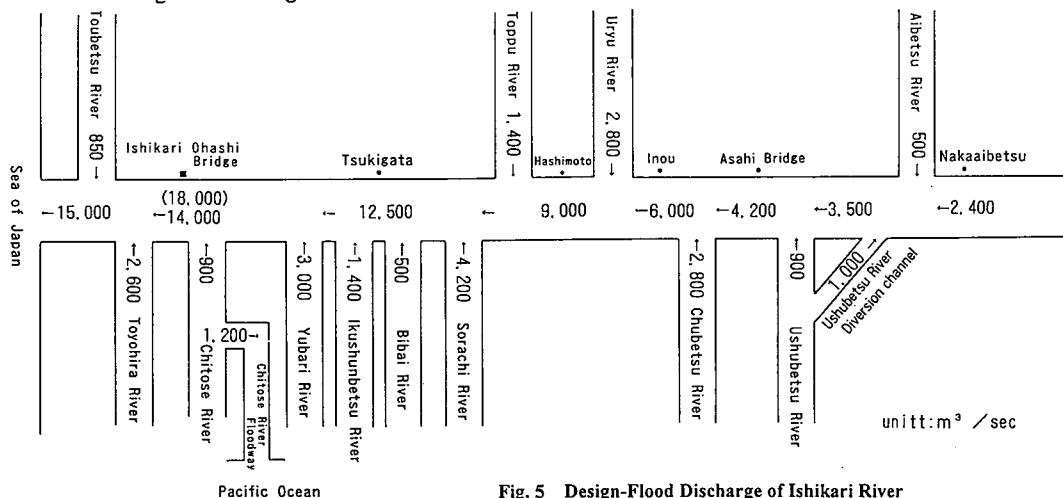 Toubetsu River 850→
Toppu River 1,400→
Uryu River 2,800→
Aibetsu River 500→
Ishikari Ohashi
Bridge
Tsukigata
Hashimoto
Inou
Asahi Bridge
Nakaaibetsu
Sea of Japan
(18,000)
←15.000
←14,000
←
12,500
←
9,000
←6,000
←4,200
←3,500
←2,400
←2,600 Toyohira River
←900
Chitose River
1.200→
Chitose River
Floodway
←3,000 Yubari River
←1,400 Ikushunbetsu River
←500
Bibai River
←4,200 Sorachi River
←2,800 Chubetsu River
←900
Ushubetsu River
1,000→
Ushubetsu River
Diversion channel
unitt:m³ /sec
Pacific Ocean
Fig. 5 Design-Flood Discharge of Ishikari River